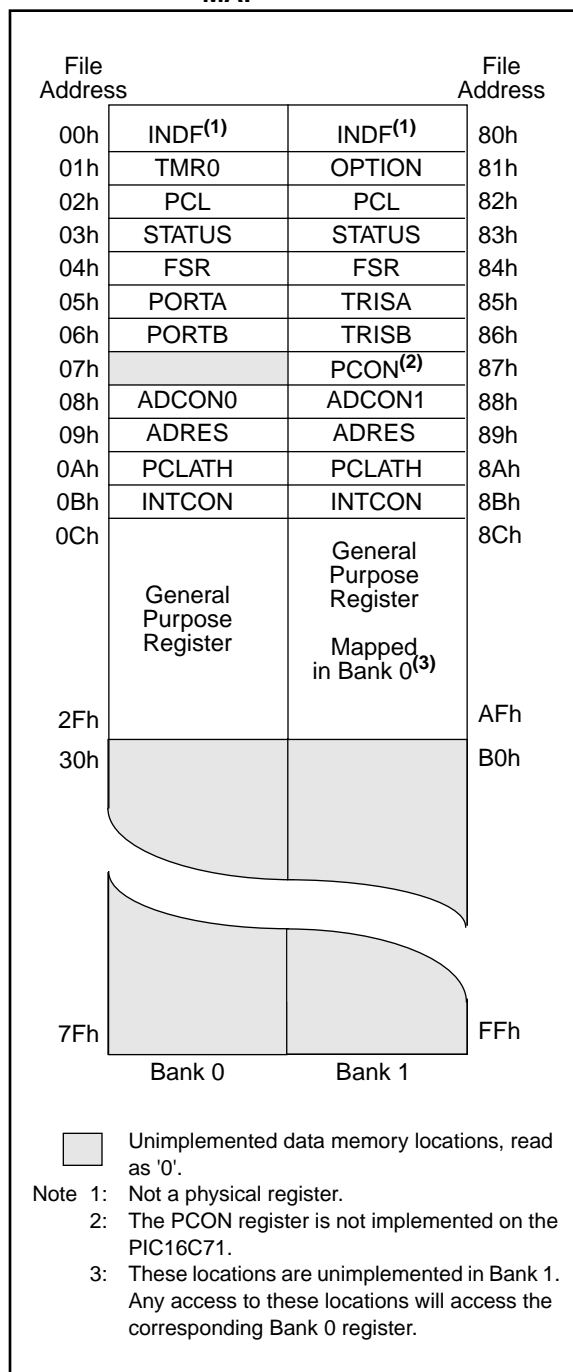 MAP
File Address File Address
00h INDF(1) INDF(1) 80h
01h TMR0 OPTION 81h
02h PCL PCL 82h
03h STATUS STATUS 83h
04h FSR FSR 84h
05h PORTA TRISA 85h
06h PORTB TRISB 86h
07h PCON(2) 87h
08h ADCON0 ADCON1 88h
09h ADRES ADRES 89h
0Ah PCLATH PCLATH 8Ah
0Bh INTCON INTCON 8Bh
0Ch 8Ch
General
Purpose
Register
General
Purpose
Register
Mapped
in Bank 0(3)
2Fh AFh
30h B0h
7Fh FFh
Bank 0 Bank 1
Unimplemented data memory locations, read
as '0'.
Note 1: Not a physical register.
2: The PCON register is not implemented on the
PIC16C71.
3: These locations are unimplemented in Bank 1.
Any access to these locations will access the
corresponding Bank 0 register.